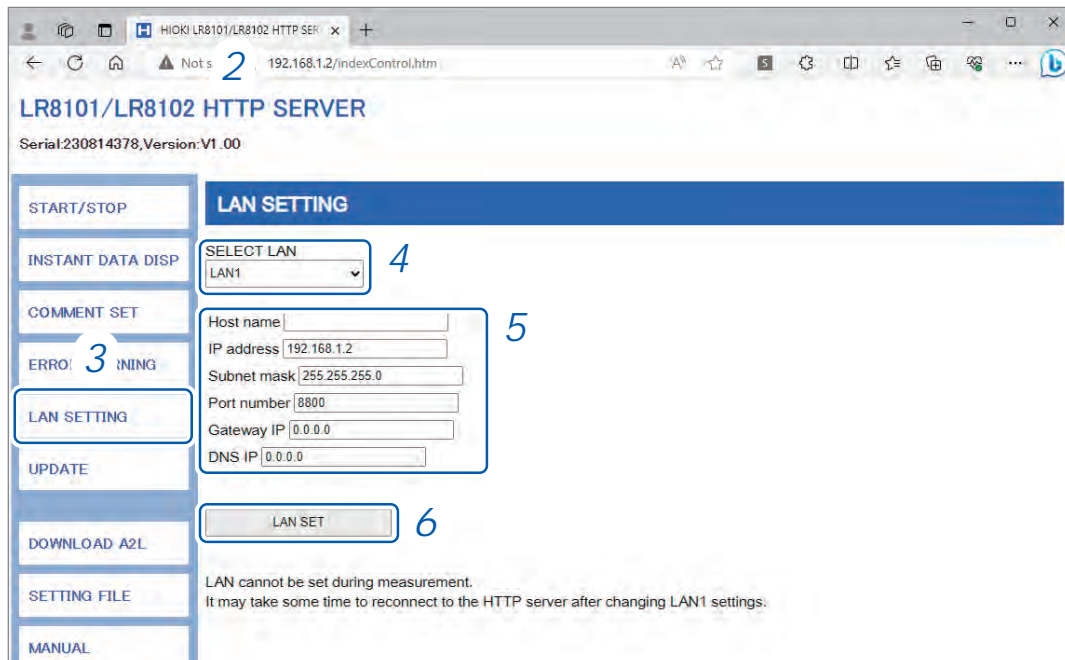 HIOKI LR8101/LR8102 HTTP SER
Not s 2 192.168.1.2/indexControl.htm
LR8101/LR8102 HTTP SERVER
Serial:230814378,Version:V1.00
START/STOP
INSTANT DATA DISP
COMMENT SET
ERRO 3 NING
LAN SETTING
UPDATE
DOWNLOAD A2L
SETTING FILE
MANUAL
LAN SETTING
SELECT LAN
LAN1
4
Host name
IP address 192.168.1.2
Subnet mask 255.255.255.0
Port number 8800
Gateway IP 0.0.0.0
DNS IP 0.0.0.0
5
LAN SET
6
LAN cannot be set during measurement.
It may take some time to reconnect to the HTTP server after changing LAN1 settings.